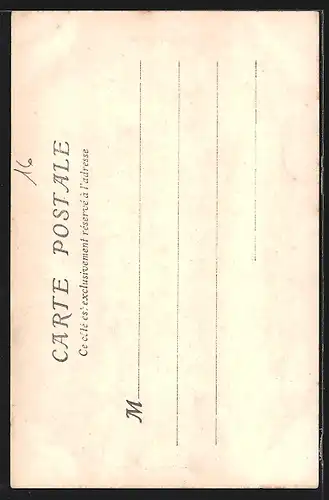 16
CARTE POSTALE
Ce côté est exclusivement réservé à l'adresse
M